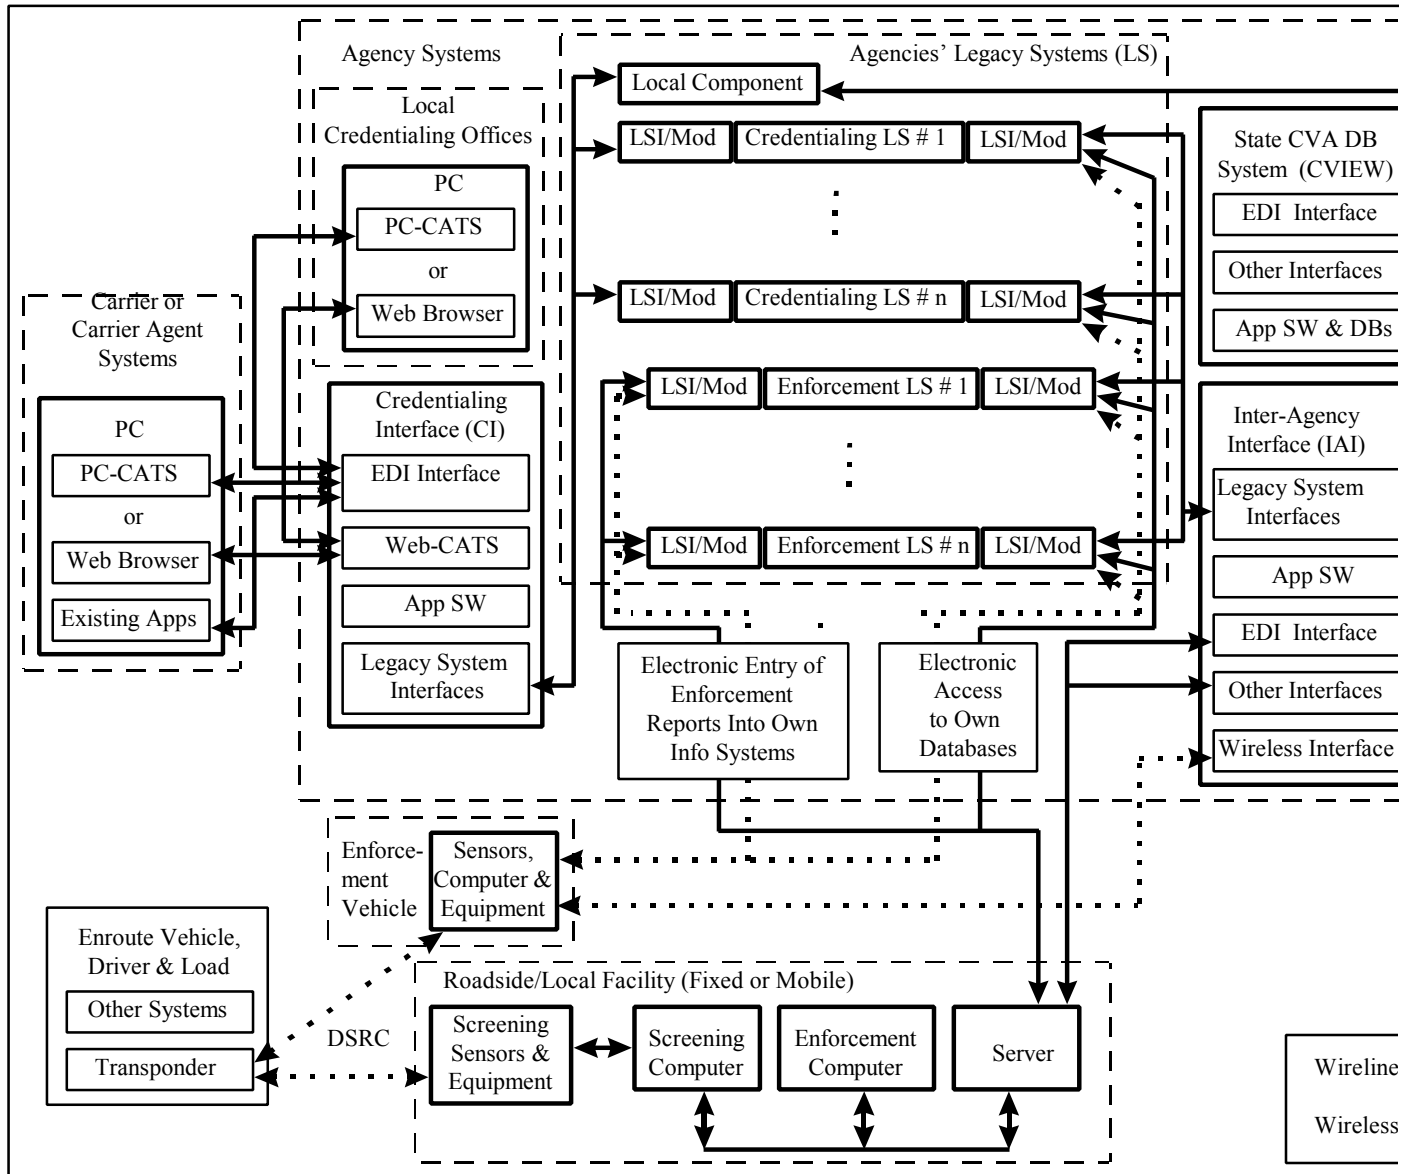 Agency Systems
Agencies' Legacy Systems (LS)
Local Component
LSI/Mod
Credentialing LS # 1
LSI/Mod
LSI/Mod
Credentialing LS # n
LSI/Mod
LSI/Mod
Enforcement LS # 1
LSI/Mod
LSI/Mod
Enforcement LS # n
LSI/Mod
Local
Credentialing Offices
PC
PC-CATS
or
Web Browser
Carrier or
Carrier Agent
Systems
PC
PC-CATS
or
Web Browser
Existing Apps
Credentialing
Interface (CI)
EDI Interface
Web-CATS
App SW
Legacy System
Interfaces
State CVA DB
System (CVIEW)
EDI Interface
Other Interfaces
App SW & DBs
Inter-Agency
Interface (IAI)
Legacy System
Interfaces
App SW
EDI Interface
Other Interfaces
Wireless Interface
Electronic Entry of
Enforcement
Reports Into Own
Info Systems
Electronic
Access
to Own
Databases
Enforce-
ment
Vehicle
Sensors,
Computer &
Equipment
Enroute Vehicle,
Driver & Load
Other Systems
Transponder
DSRC
Roadside/Local Facility (Fixed or Mobile)
Screening
Sensors &
Equipment
Screening
Computer
Enforcement
Computer
Server
Wireline
Wireless